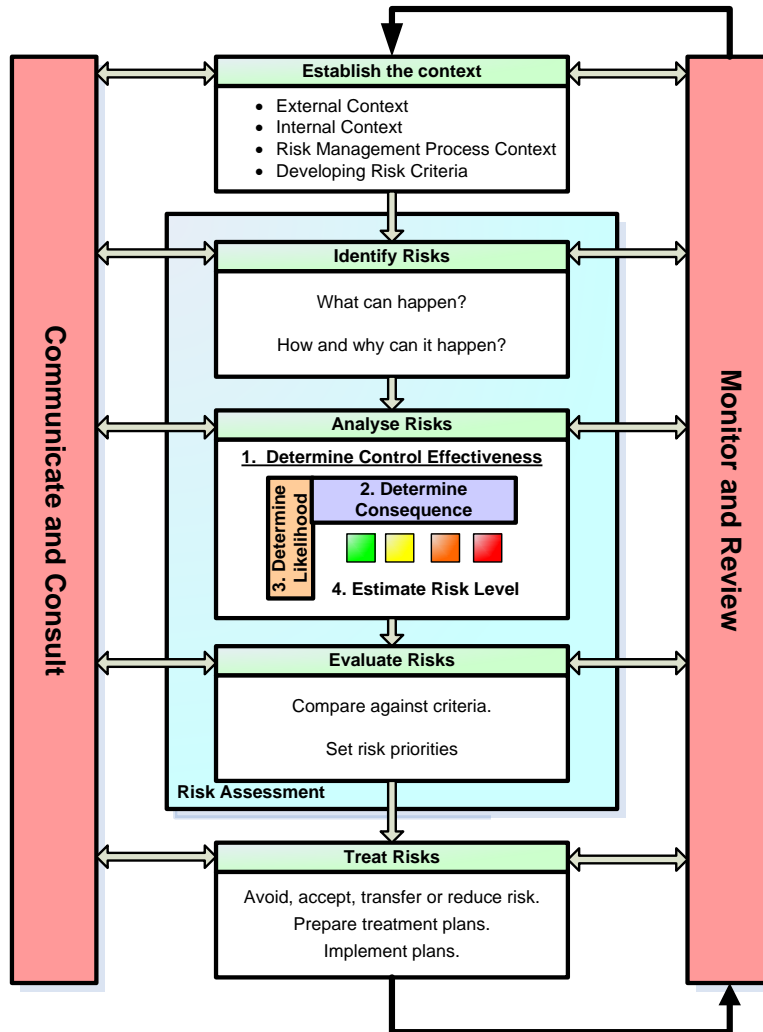 Communicate and Consult
Establish the context
• External Context
• Internal Context
• Risk Management Process Context
• Developing Risk Criteria
Identify Risks
What can happen?
How and why can it happen?
Analyse Risks
1. Determine Control Effectiveness
2. Determine
Consequence
3. Determine
Likelihood
4. Estimate Risk Level
Evaluate Risks
Compare against criteria.
Set risk priorities
Risk Assessment
Treat Risks
Avoid, accept, transfer or reduce risk.
Prepare treatment plans.
Implement plans.
Monitor and Review